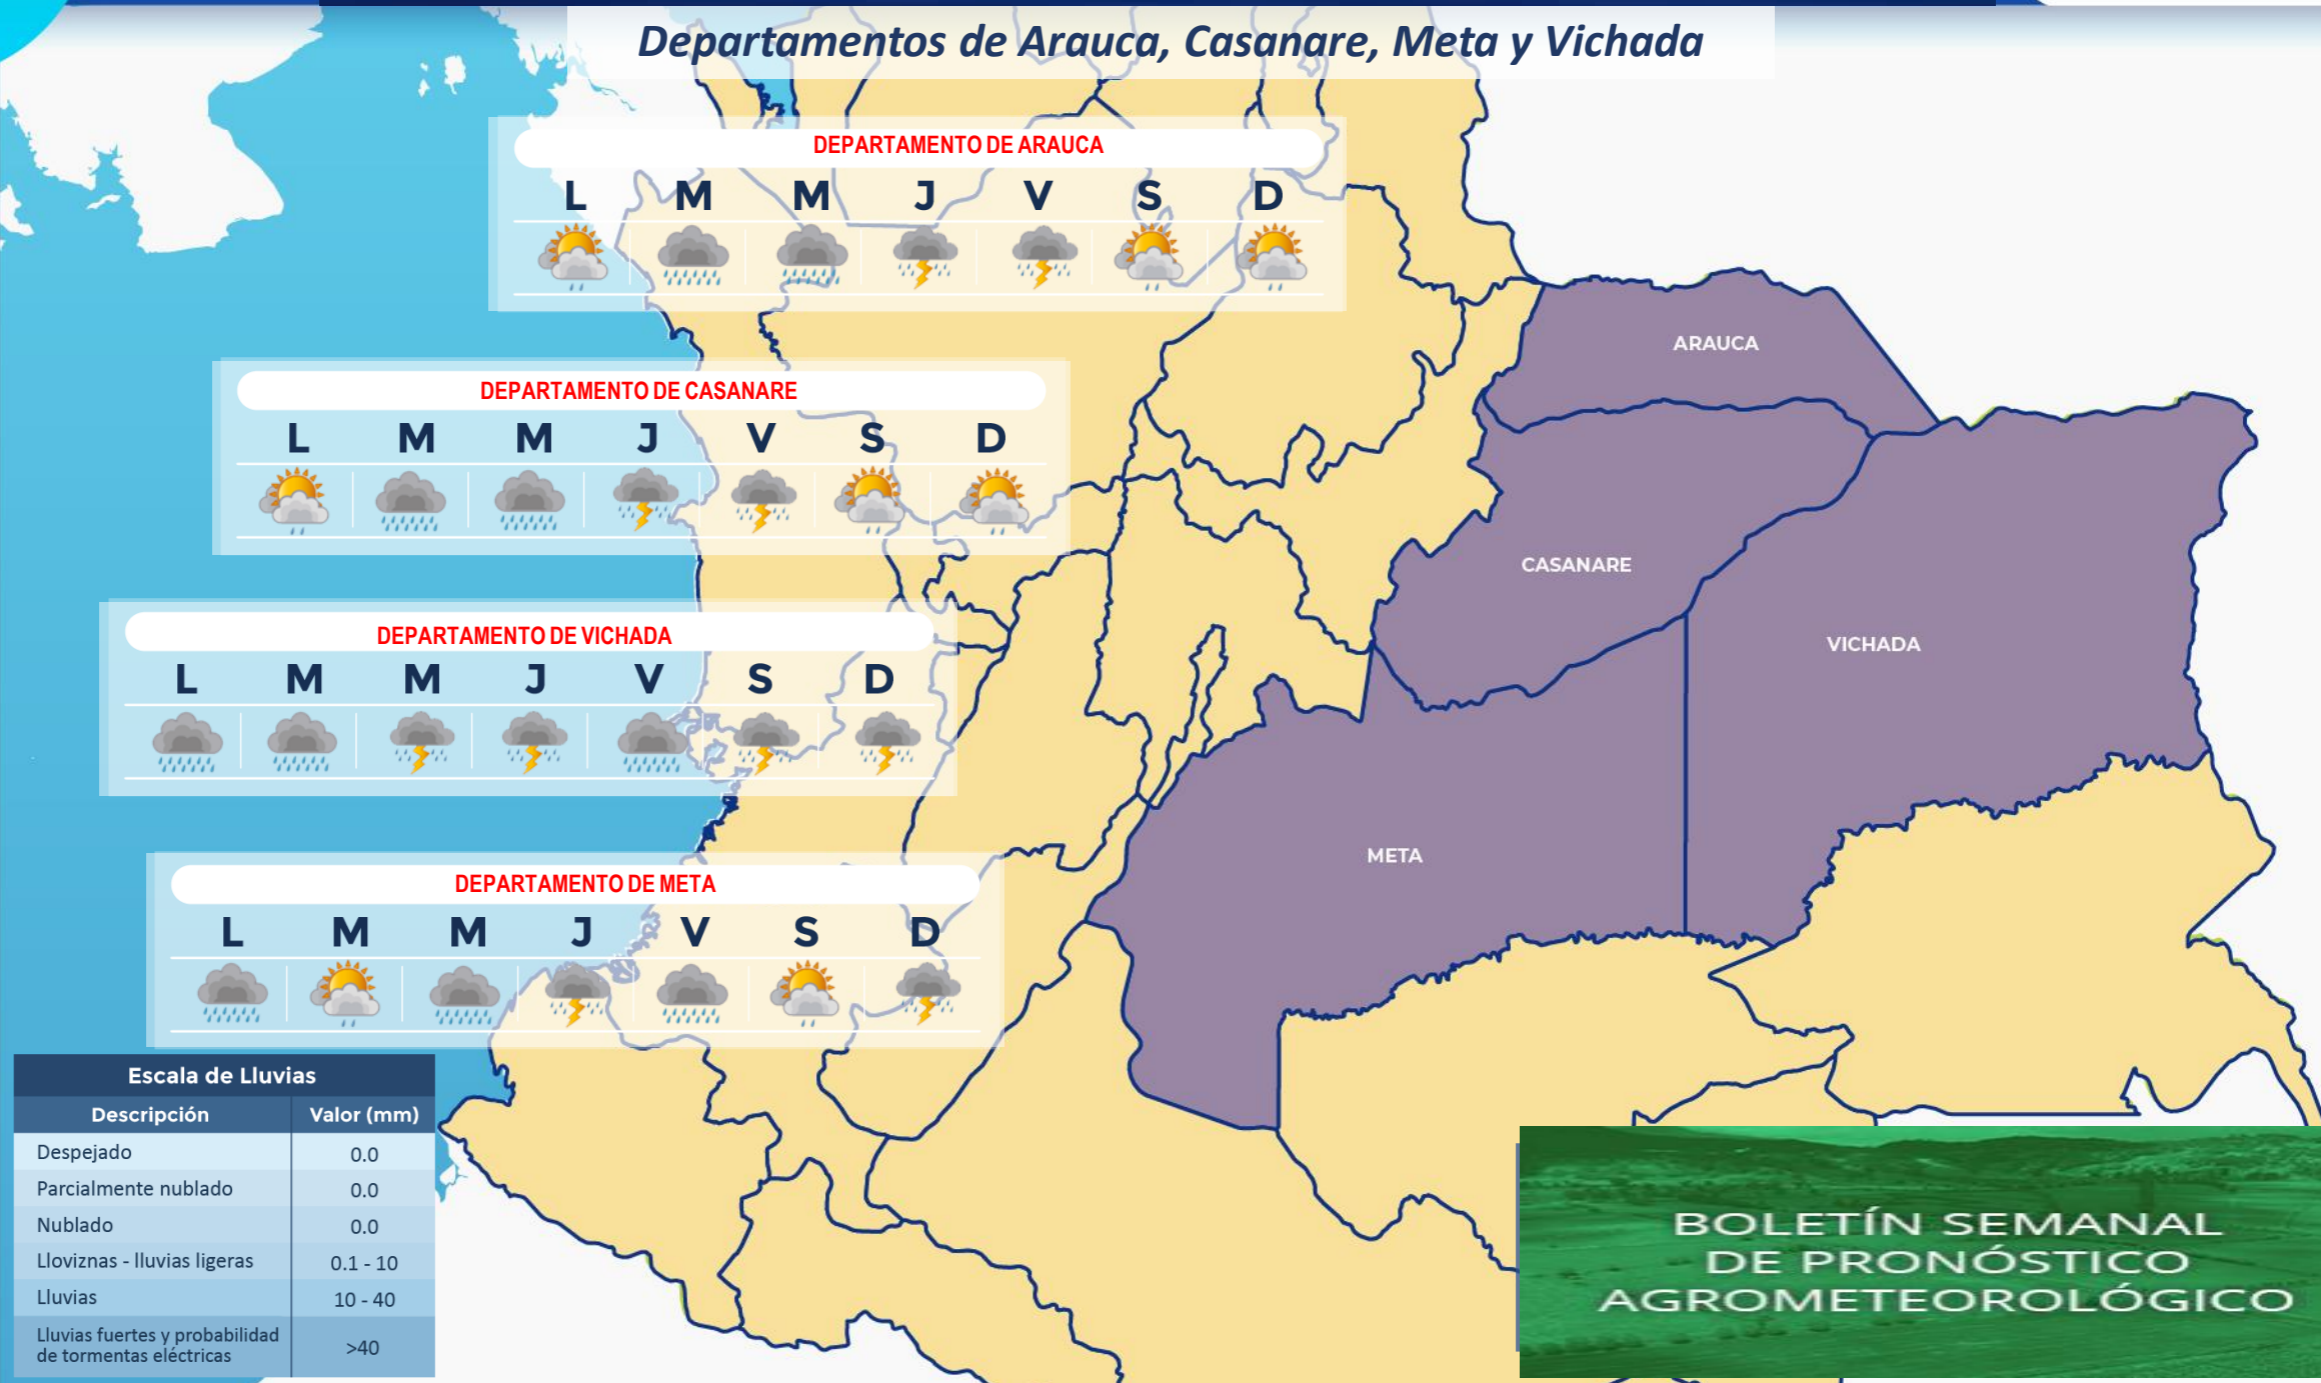 Departamentos de Arauca, Casanare, Meta y Vichada
DEPARTAMENTO DE ARAUCA
L M M J V S D
DEPARTAMENTO DE CASANARE
L M M J V S D
DEPARTAMENTO DE VICHADA
L M M J V S D
DEPARTAMENTO DE META
L M M J V S D
ARAUCA
CASANARE
VICHADA
META
Escala de Lluvias
Descripción Valor (mm)
Despejado 0.0
Parcialmente nublado 0.0
Nublado 0.0
Lloviznas - lluvias ligeras 0.1 - 10
Lluvias 10 - 40
Lluvias fuertes y probabilidad
de tormentas eléctricas >40
BOLETÍN SEMANAL
DE PRONÓSTICO
AGROMETEOROLÓGICO